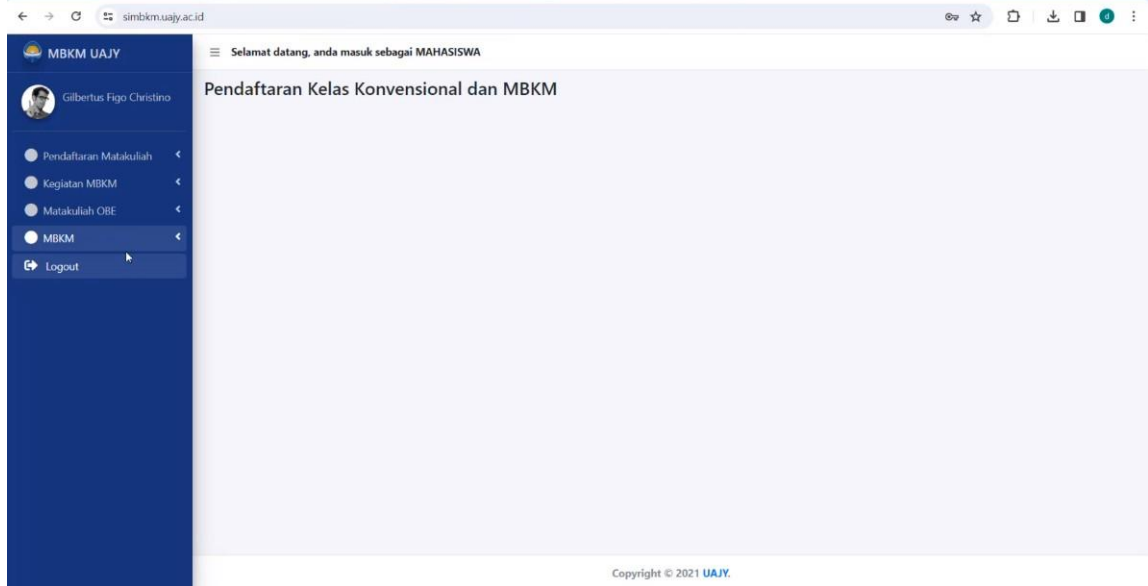 simbkm.uajy.ac.id
d
MBKM UAJY
Selamat datang, anda masuk sebagai MAHASISWA
Gilbertus Figo Christino
Pendaftaran Kelas Konvensional dan MBKM
Pendaftaran Matakuliah
Kegiatan MBKM
Matakuliah OBE
MBKM
Logout
Copyright © 2021 UAJY.